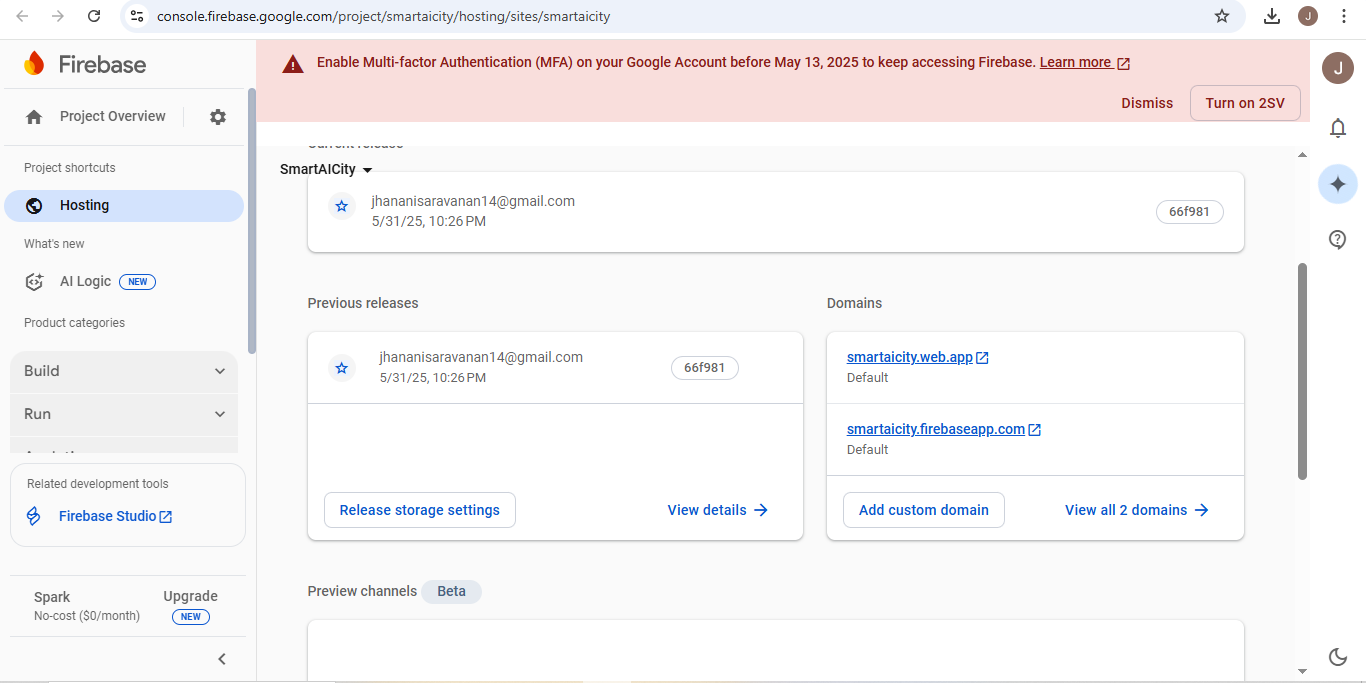 console.firebase.google.com/project/smartaicity/hosting/sites/smartaicity
J
Firebase
Project Overview
Project shortcuts
Hosting
What's new
AI Logic NEW
Product categories
Build
Run
Related development tools
Firebase Studio
Spark
No-cost ($0/month)
Upgrade
NEW
Enable Multi-factor Authentication (MFA) on your Google Account before May 13, 2025 to keep accessing Firebase. Learn more
Dismiss
Turn on 2SV
J
Current release
SmartAICity
jhananisaravanan14@gmail.com
5/31/25, 10:26 PM
66f981
Previous releases
jhananisaravanan14@gmail.com
5/31/25, 10:26 PM
66f981
Release storage settings
View details
Domains
smartaicity.web.app
Default
smartaicity.firebaseapp.com
Default
Add custom domain
View all 2 domains
Preview channels Beta